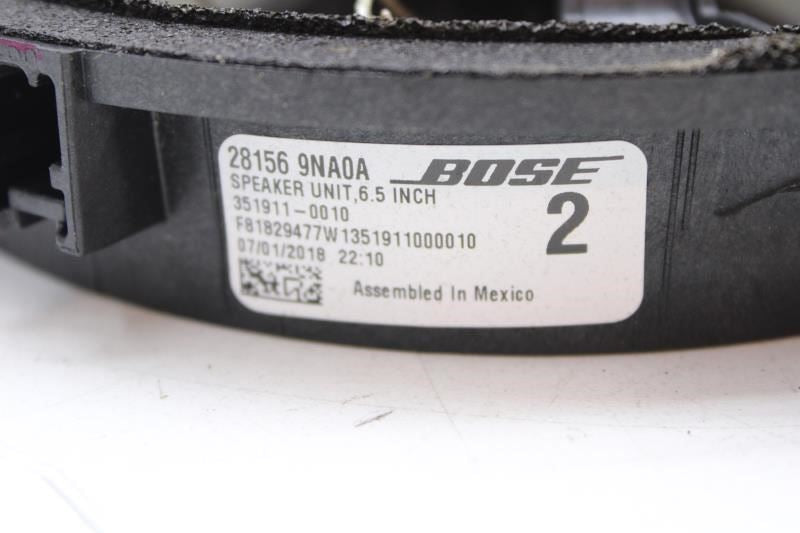 28156 9NA0A BOSE
SPEAKER UNIT,6.5 INCH
351911-0010
2
F81829477W1351911000010
07/01/2018 22:10
Assembled In Mexico